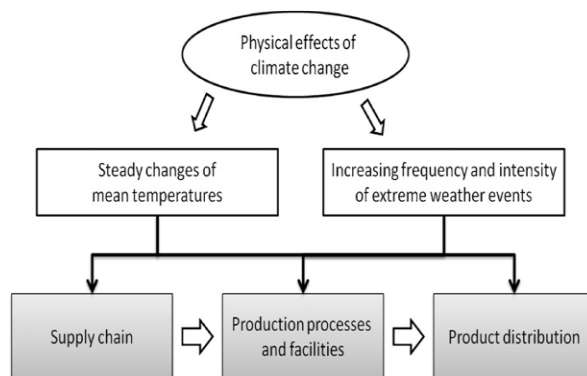 Physical effects of
climate change
Steady changes of
mean temperatures
Increasing frequency and intensity
of extreme weather events
Supply chain
Production processes
and facilities
Product distribution